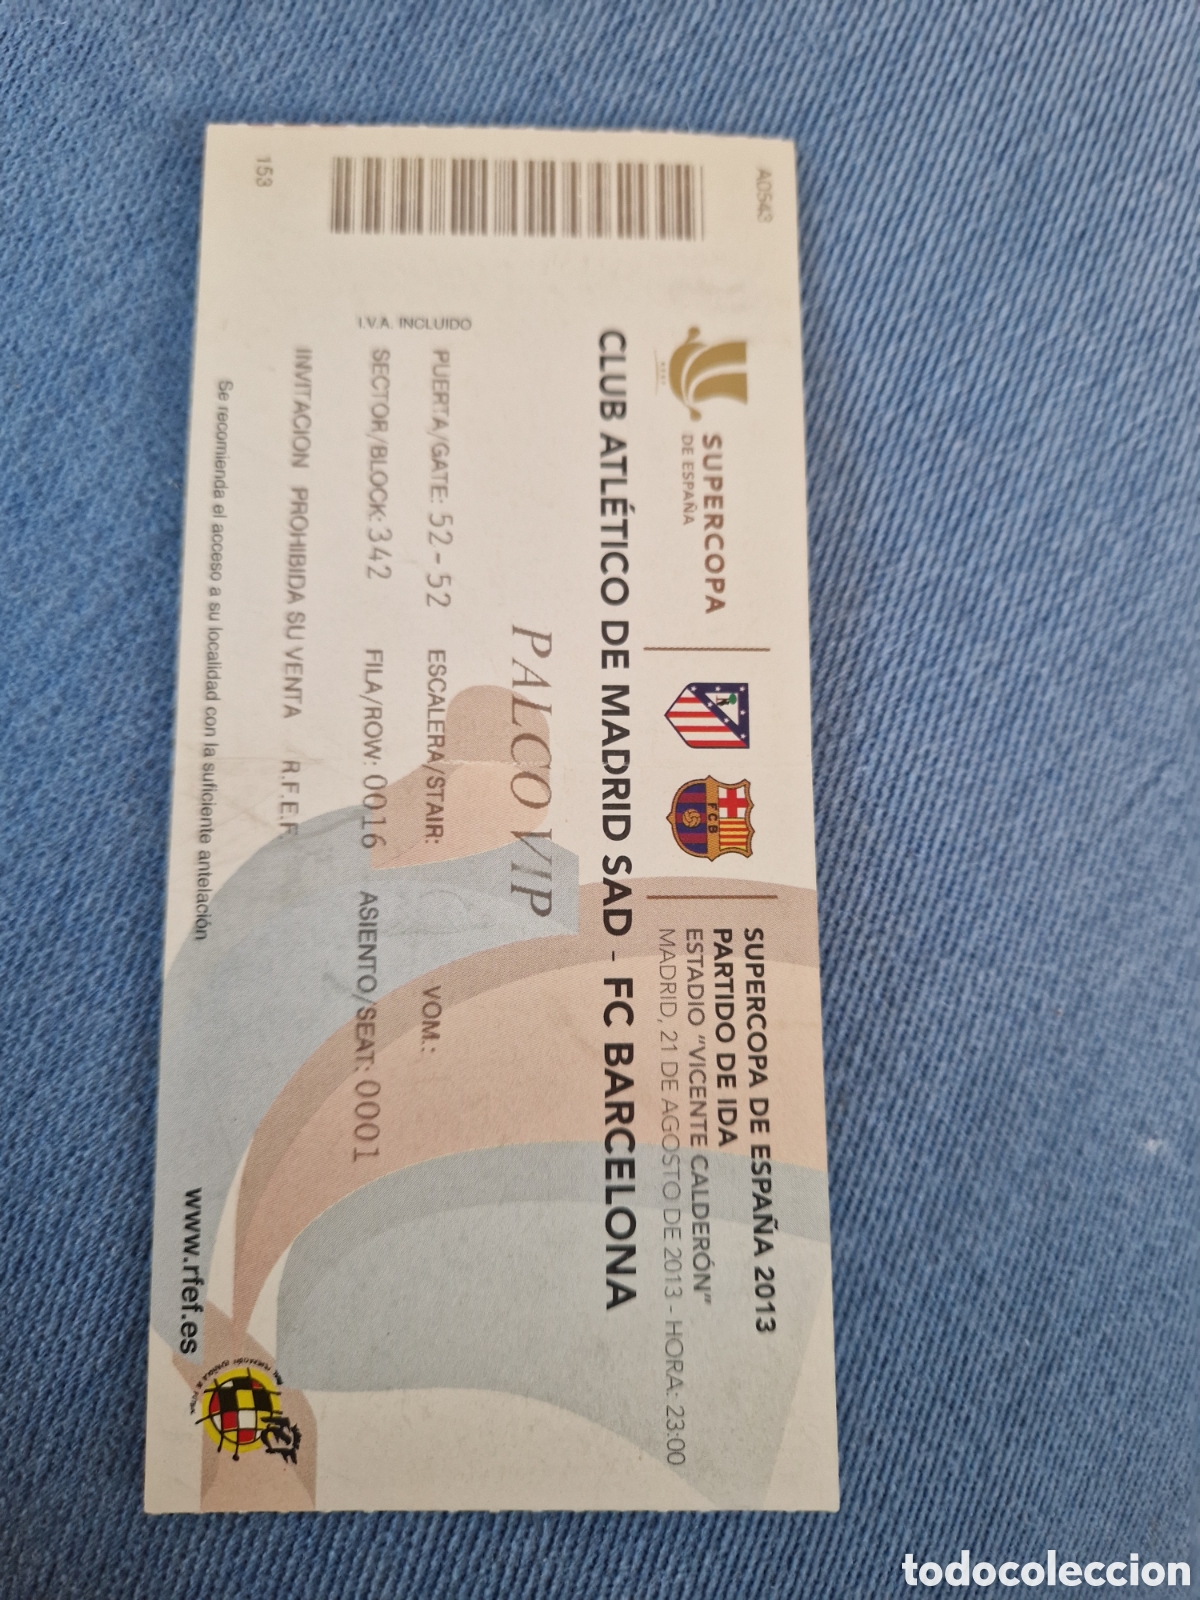 A0543
SUPERCOPA
DE ESPAÑA
FCB
SUPERCOPA DE ESPAÑA 2013
PARTIDO DE IDA
ESTADIO "VICENTE CALDERÓN"
MADRID, 21 DE AGOSTO DE 2013 - HORA: 23:00
CLUB ATLÉTICO DE MADRID SAD - FC BARCELONA
PALCO VIP
I.V.A. INCLUIDO
PUERTA/GATE: 52-52 ESCALERA/STAIR: VOM.:
SECTOR/BLOCK: 342 FILA/ROW: 0016 ASIENTO/SEAT: 0001
INVITACION PROHIBIDA SU VENTA R.F.E.F
153
Se recomienda el acceso a su localidad con la suficiente antelación
www.rfef.es
todocoleccion